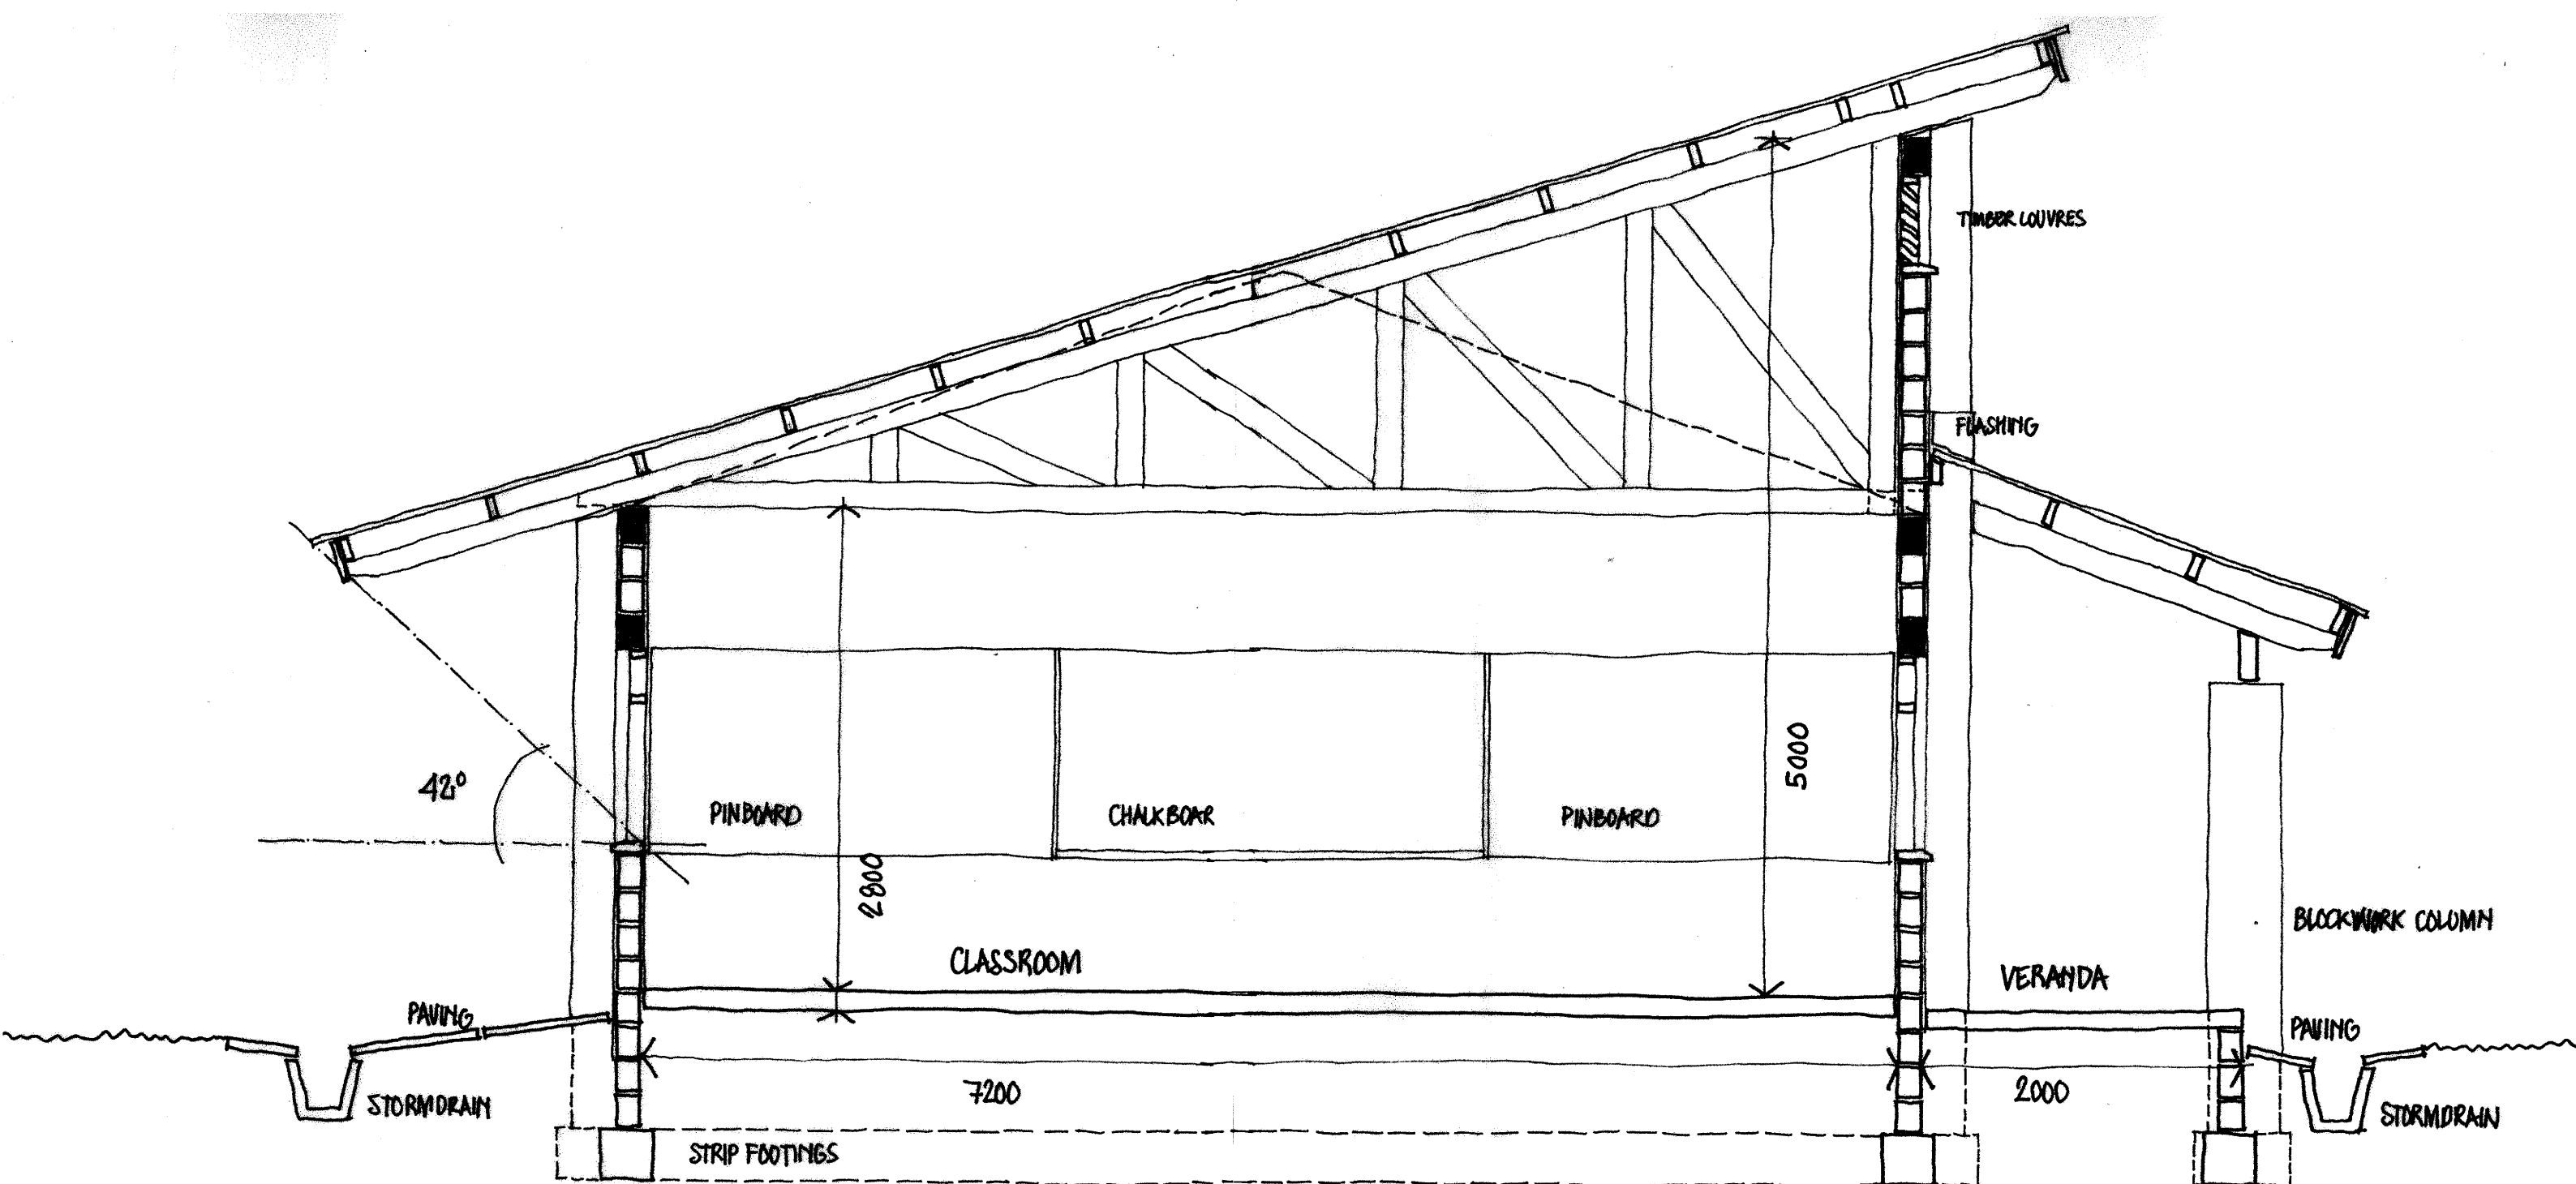 TIMBER LOUVRES
FLASHING
42°
PINBOARD
CHALKBOAR
PINBOARD
5000
2800
BLOCKWORK COLUMN
CLASSROOM
VERANDA
PAVING
PAVING
7200
2000
STORMDRAIN
STORMDRAIN
STRIP FOOTINGS